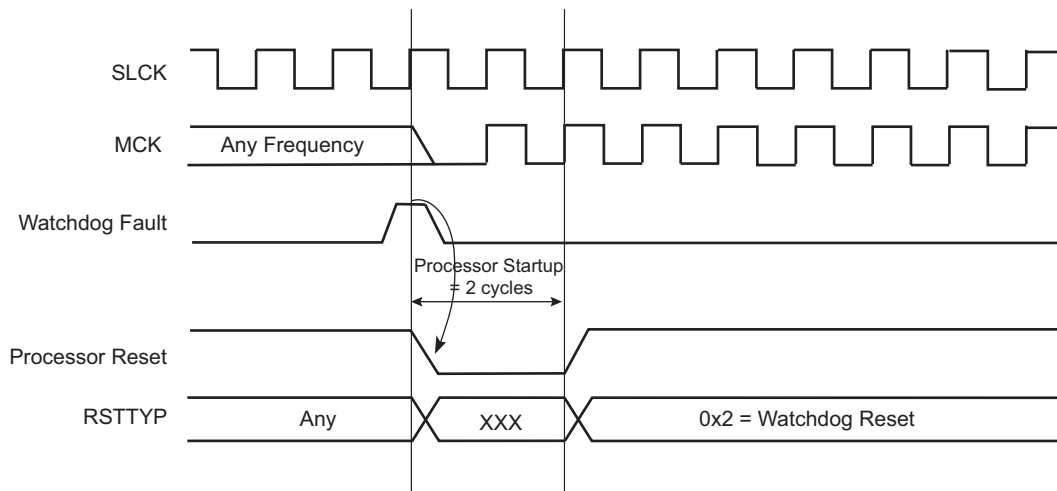 SLCK
MCK
Any Frequency
Watchdog Fault
Processor Startup
= 2 cycles
Processor Reset
RSTTYP
Any
XXX
0x2 = Watchdog Reset